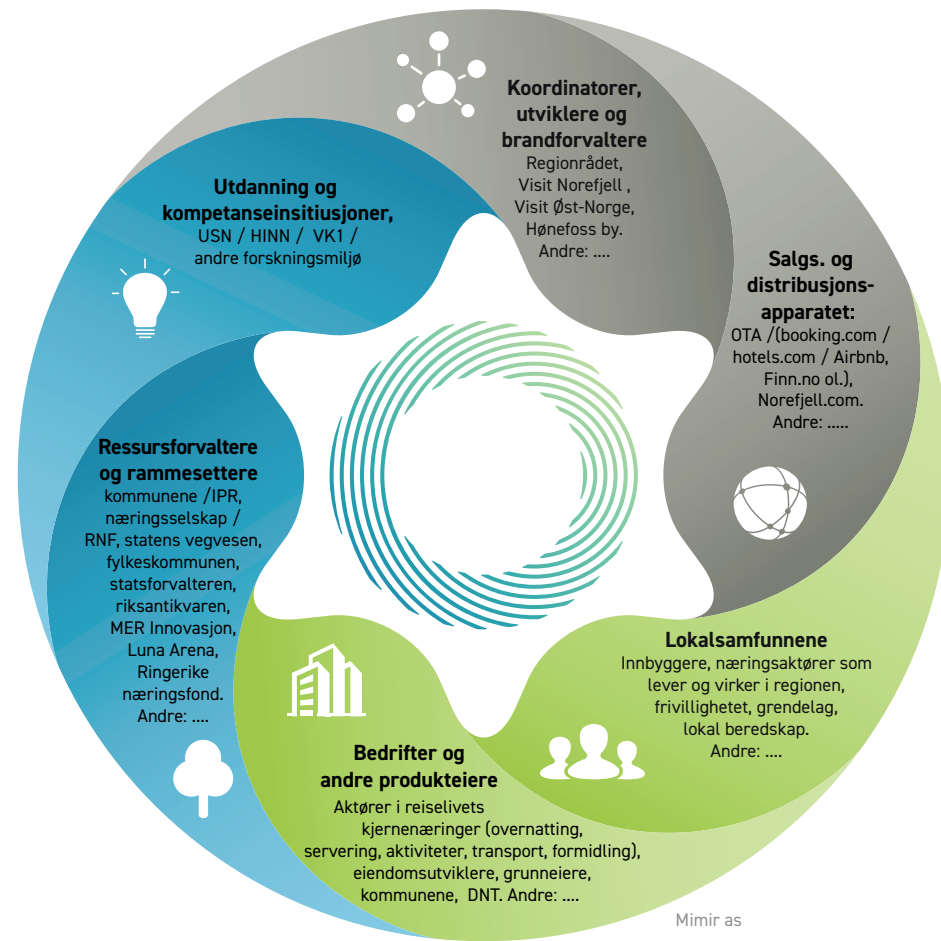 Koordinatorer,
utviklere og
brandforvaltere
Regionrådet,
Visit Norefjell ,
Visit Øst-Norge,
Hønefoss by.
Andre: ....
Salgs. og
distribusjons-
apparatet:
OTA /(booking.com /
hotels.com / Airbnb,
Finn.no ol.),
Norefjell.com.
Andre: .....
Lokalsamfunnene
Innbyggere, næringsaktører som
lever og virker i regionen,
frivillighetet, grendelag,
lokal beredskap.
Andre: ....
Bedrifter og
andre produkteiere
Aktører i reiselivets
kjernenæringer (overnatting,
servering, aktiviteter, transport, formidling),
eiendomsutviklere, grunneiere,
kommunene, DNT. Andre: ....
Ressursforvaltere
og rammesettere
kommunene /IPR,
næringsselskap /
RNF, statens vegvesen,
fylkeskommunen,
statsforvalteren,
riksantikvaren,
MER Innovasjon,
Luna Arena,
Ringerike
næringsfond.
Andre: ....
Utdanning og
kompetanseinsitiusjoner,
USN / HINN / VK1 /
andre forskningsmiljø
Mimir as